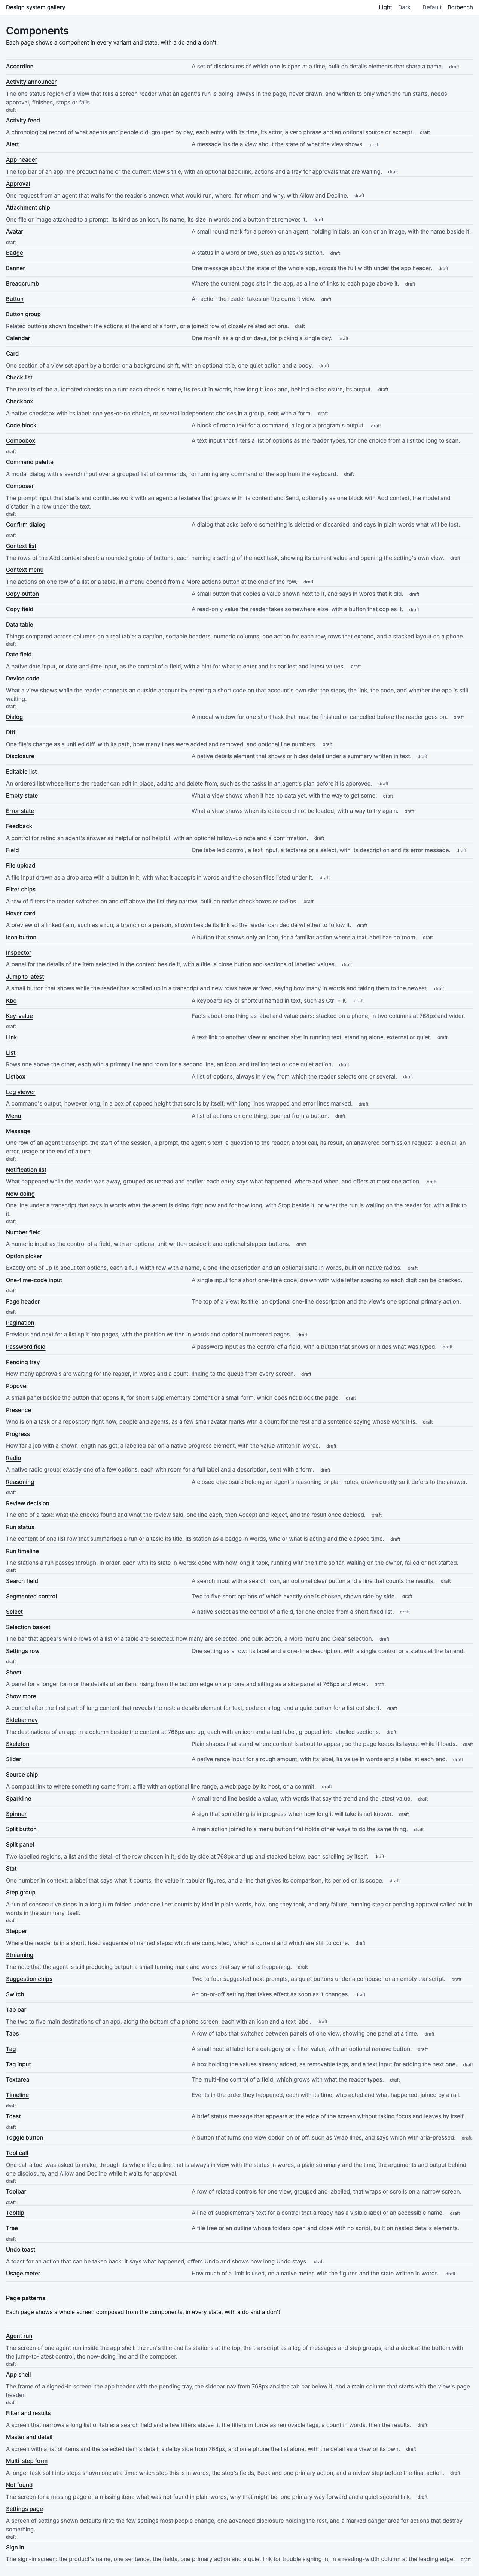 Design system gallery Light Dark Default Botbench
Components
Each page shows a component in every variant and state, with a do and a don't.
Accordion A set of disclosures of which one is open at a time, built on details elements that share a name. draft
Activity announcer
The one status region of a view that tells a screen reader what an agent's run is doing: always in the page, never drawn, and written to only when the run starts, needs
approval, finishes, stops or fails.
draft
Activity feed
A chronological record of what agents and people did, grouped by day, each entry with its time, its actor, a verb phrase and an optional source or excerpt. draft
Alert A message inside a view about the state of what the view shows. draft
App header
The top bar of an app: the product name or the current view's title, with an optional back link, actions and a tray for approvals that are waiting. draft
Approval
One request from an agent that waits for the reader's answer: what would run, where, for whom and why, with Allow and Decline. draft
Attachment chip
One file or image attached to a prompt: its kind as an icon, its name, its size in words and a button that removes it. draft
Avatar A small round mark for a person or an agent, holding initials, an icon or an image, with the name beside it.
draft
Badge A status in a word or two, such as a task's station. draft
Banner One message about the state of the whole app, across the full width under the app header. draft
Breadcrumb Where the current page sits in the app, as a line of links to each page above it. draft
Button An action the reader takes on the current view. draft
Button group
Related buttons shown together: the actions at the end of a form, or a joined row of closely related actions. draft
Calendar One month as a grid of days, for picking a single day. draft
Card
One section of a view set apart by a border or a background shift, with an optional title, one quiet action and a body. draft
Check list
The results of the automated checks on a run: each check's name, its result in words, how long it took and, behind a disclosure, its output. draft
Checkbox
A native checkbox with its label: one yes-or-no choice, or several independent choices in a group, sent with a form. draft
Code block A block of mono text for a command, a log or a program's output. draft
Combobox A text input that filters a list of options as the reader types, for one choice from a list too long to scan.
draft
Command palette
A modal dialog with a search input over a grouped list of commands, for running any command of the app from the keyboard. draft
Composer
The prompt input that starts and continues work with an agent: a textarea that grows with its content and Send, optionally as one block with Add context, the model and
dictation in a row under the text.
draft
Confirm dialog A dialog that asks before something is deleted or discarded, and says in plain words what will be lost.
draft
Context list
The rows of the Add context sheet: a rounded group of buttons, each naming a setting of the next task, showing its current value and opening the setting's own view. draft
Context menu
The actions on one row of a list or a table, in a menu opened from a More actions button at the end of the row. draft
Copy button A small button that copies a value shown next to it, and says in words that it did. draft
Copy field A read-only value the reader takes somewhere else, with a button that copies it. draft
Data table
Things compared across columns on a real table: a caption, sortable headers, numeric columns, one action for each row, rows that expand, and a stacked layout on a phone.
draft
Date field
A native date input, or date and time input, as the control of a field, with a hint for what to enter and its earliest and latest values. draft
Device code
What a view shows while the reader connects an outside account by entering a short code on that account's own site: the steps, the link, the code, and whether the app is still
waiting.
draft
Dialog A modal window for one short task that must be finished or cancelled before the reader goes on. draft
Diff
One file's change as a unified diff, with its path, how many lines were added and removed, and optional line numbers. draft
Disclosure A native details element that shows or hides detail under a summary written in text. draft
Editable list
An ordered list whose items the reader can edit in place, add to and delete from, such as the tasks in an agent's plan before it is approved. draft
Empty state What a view shows when it has no data yet, with the way to get some. draft
Error state What a view shows when its data could not be loaded, with a way to try again. draft
Feedback
A control for rating an agent's answer as helpful or not helpful, with an optional follow-up note and a confirmation. draft
Field One labelled control, a text input, a textarea or a select, with its description and its error message. draft
File upload
A file input drawn as a drop area with a button in it, with what it accepts in words and the chosen files listed under it. draft
Filter chips
A row of filters the reader switches on and off above the list they narrow, built on native checkboxes or radios. draft
Hover card
A preview of a linked item, such as a run, a branch or a person, shown beside its link so the reader can decide whether to follow it. draft
Icon button A button that shows only an icon, for a familiar action where a text label has no room. draft
Inspector
A panel for the details of the item selected in the content beside it, with a title, a close button and sections of labelled values. draft
Jump to latest
A small button that shows while the reader has scrolled up in a transcript and new rows have arrived, saying how many in words and taking them to the newest. draft
Kbd A keyboard key or shortcut named in text, such as Ctrl + K. draft
Key-value Facts about one thing as label and value pairs: stacked on a phone, in two columns at 768px and wider.
draft
Link A text link to another view or another site: in running text, standing alone, external or quiet. draft
List
Rows one above the other, each with a primary line and room for a second line, an icon, and trailing text or one quiet action. draft
Listbox A list of options, always in view, from which the reader selects one or several. draft
Log viewer
A command's output, however long, in a box of capped height that scrolls by itself, with long lines wrapped and error lines marked. draft
Menu A list of actions on one thing, opened from a button. draft
Message
One row of an agent transcript: the start of the session, a prompt, the agent's text, a question to the reader, a tool call, its result, an answered permission request, a denial, an
error, usage or the end of a turn.
draft
Notification list
What happened while the reader was away, grouped as unread and earlier: each entry says what happened, where and when, and offers at most one action. draft
Now doing
One line under a transcript that says in words what the agent is doing right now and for how long, with Stop beside it, or what the run is waiting on the reader for, with a link to
it.
draft
Number field
A numeric input as the control of a field, with an optional unit written beside it and optional stepper buttons. draft
Option picker
Exactly one of up to about ten options, each a full-width row with a name, a one-line description and an optional state in words, built on native radios. draft
One-time-code input A single input for a short one-time code, drawn with wide letter spacing so each digit can be checked.
draft
Page header The top of a view: its title, an optional one-line description and the view's one optional primary action.
draft
Pagination
Previous and next for a list split into pages, with the position written in words and optional numbered pages. draft
Password field A password input as the control of a field, with a button that shows or hides what was typed. draft
Pending tray
How many approvals are waiting for the reader, in words and a count, linking to the queue from every screen. draft
Popover
A small panel beside the button that opens it, for short supplementary content or a small form, which does not block the page. draft
Presence
Who is on a task or a repository right now, people and agents, as a few small avatar marks with a count for the rest and a sentence saying whose work it is. draft
Progress
How far a job with a known length has got: a labelled bar on a native progress element, with the value written in words. draft
Radio
A native radio group: exactly one of a few options, each with room for a full label and a description, sent with a form. draft
Reasoning A closed disclosure holding an agent's reasoning or plan notes, drawn quietly so it defers to the answer.
draft
Review decision
The end of a task: what the checks found and what the review said, one line each, then Accept and Reject, and the result once decided. draft
Run status
The content of one list row that summarises a run or a task: its title, its station as a badge in words, who or what is acting and the elapsed time. draft
Run timeline
The stations a run passes through, in order, each with its state in words: done with how long it took, running with the time so far, waiting on the owner, failed or not started.
draft
Search field A search input with a search icon, an optional clear button and a line that counts the results. draft
Segmented control Two to five short options of which exactly one is chosen, shown side by side. draft
Select A native select as the control of a field, for one choice from a short fixed list. draft
Selection basket
The bar that appears while rows of a list or a table are selected: how many are selected, one bulk action, a More menu and Clear selection. draft
Settings row One setting as a row: its label and a one-line description, with a single control or a status at the far end.
draft
Sheet
A panel for a longer form or the details of an item, rising from the bottom edge on a phone and sitting as a side panel at 768px and wider. draft
Show more
A control after the first part of long content that reveals the rest: a details element for text, code or a log, and a quiet button for a list cut short. draft
Sidebar nav
The destinations of an app in a column beside the content at 768px and up, each with an icon and a text label, grouped into labelled sections. draft
Skeleton Plain shapes that stand where content is about to appear, so the page keeps its layout while it loads. draft
Slider A native range input for a rough amount, with its label, its value in words and a label at each end. draft
Source chip
A compact link to where something came from: a file with an optional line range, a web page by its host, or a commit. draft
Sparkline A small trend line beside a value, with words that say the trend and the latest value. draft
Spinner A sign that something is in progress when how long it will take is not known. draft
Split button A main action joined to a menu button that holds other ways to do the same thing. draft
Split panel
Two labelled regions, a list and the detail of the row chosen in it, side by side at 768px and up and stacked below, each scrolling by itself. draft
Stat
One number in context: a label that says what it counts, the value in tabular figures, and a line that gives its comparison, its period or its scope. draft
Step group
A run of consecutive steps in a long turn folded under one line: counts by kind in plain words, how long they took, and any failure, running step or pending approval called out in
words in the summary itself.
draft
Stepper
Where the reader is in a short, fixed sequence of named steps: which are completed, which is current and which are still to come. draft
Streaming
The note that the agent is still producing output: a small turning mark and words that say what is happening. draft
Suggestion chips Two to four suggested next prompts, as quiet buttons under a composer or an empty transcript. draft
Switch An on-or-off setting that takes effect as soon as it changes. draft
Tab bar
The two to five main destinations of an app, along the bottom of a phone screen, each with an icon and a text label. draft
Tabs A row of tabs that switches between panels of one view, showing one panel at a time. draft
Tag A small neutral label for a category or a filter value, with an optional remove button. draft
Tag input A box holding the values already added, as removable tags, and a text input for adding the next one. draft
Textarea The multi-line control of a field, which grows with what the reader types. draft
Timeline Events in the order they happened, each with its time, who acted and what happened, joined by a rail.
draft
Toast A brief status message that appears at the edge of the screen without taking focus and leaves by itself.
draft
Toggle button A button that turns one view option on or off, such as Wrap lines, and says which with aria-pressed. draft
Tool call
One call a tool was asked to make, through its whole life: a line that is always in view with the status in words, a plain summary and the time, the arguments and output behind
one disclosure, and Allow and Decline while it waits for approval.
draft
Toolbar A row of related controls for one view, grouped and labelled, that wraps or scrolls on a narrow screen.
draft
Tooltip A line of supplementary text for a control that already has a visible label or an accessible name. draft
Tree A file tree or an outline whose folders open and close with no script, built on nested details elements.
draft
Undo toast
A toast for an action that can be taken back: it says what happened, offers Undo and shows how long Undo stays. draft
Usage meter How much of a limit is used, on a native meter, with the figures and the state written in words. draft
Page patterns
Each page shows a whole screen composed from the components, in every state, with a do and a don't.
Agent run
The screen of one agent run inside the app shell: the run's title and its stations at the top, the transcript as a log of messages and step groups, and a dock at the bottom with
the jump-to-latest control, the now-doing line and the composer.
draft
App shell
The frame of a signed-in screen: the app header with the pending tray, the sidebar nav from 768px and the tab bar below it, and a main column that starts with the view's page
header.
draft
Filter and results
A screen that narrows a long list or table: a search field and a few filters above it, the filters in force as removable tags, a count in words, then the results. draft
Master and detail
A screen with a list of items and the selected item's detail: side by side from 768px, and on a phone the list alone, with the detail as a view of its own. draft
Multi-step form
A longer task split into steps shown one at a time: which step this is in words, the step's fields, Back and one primary action, and a review step before the final action. draft
Not found
The screen for a missing page or a missing item: what was not found in plain words, why that might be, one primary way forward and a quiet second link. draft
Settings page
A screen of settings shown defaults first: the few settings most people change, one advanced disclosure holding the rest, and a marked danger area for actions that destroy
something.
draft
Sign in
The sign-in screen: the product's name, one sentence, the fields, one primary action and a quiet link for trouble signing in, in a reading-width column at the leading edge. draft